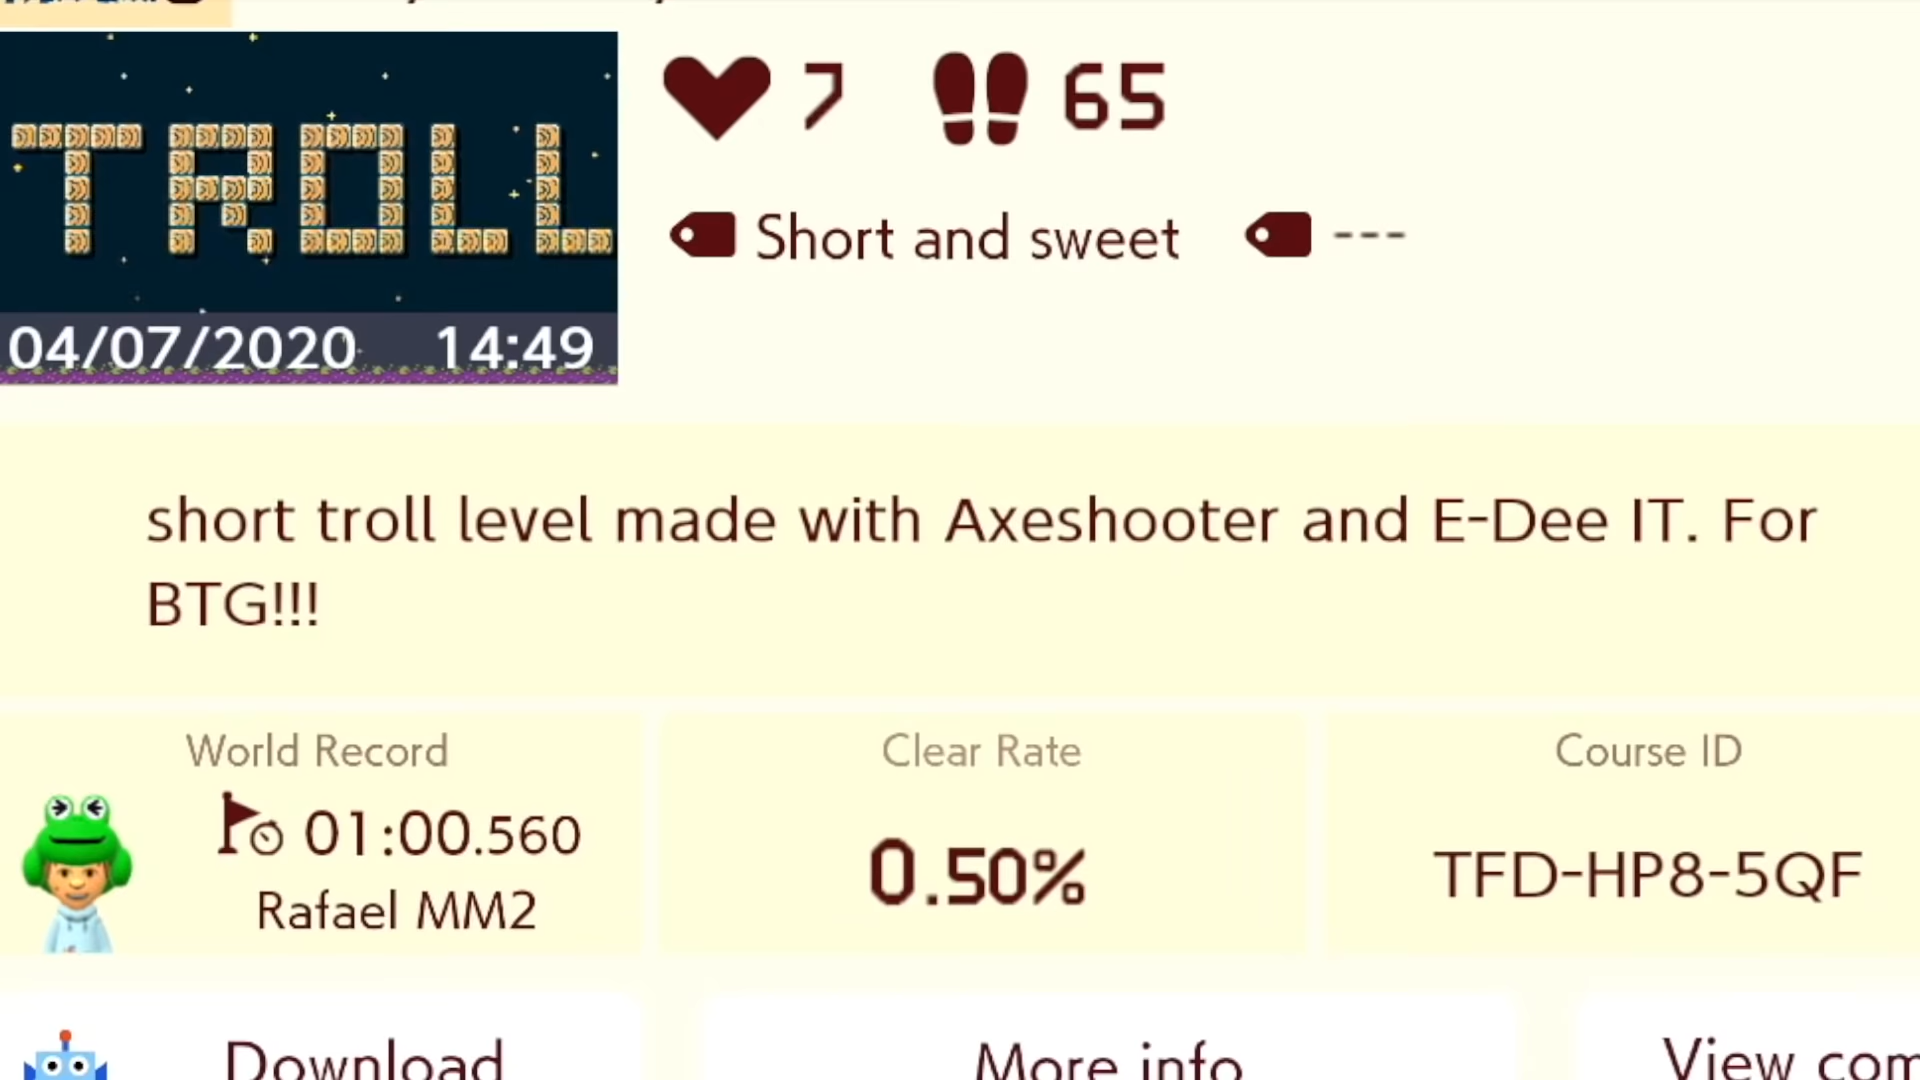 TROLL
7 65
Short and sweet ---
04/07/2020 14:49
short troll level made with Axeshooter and E-Dee IT. For
BTG!!!
World Record Clear Rate Course ID
01:00.560 0.50% TFD-HP8-5QF
Rafael MM2
Download More info View com